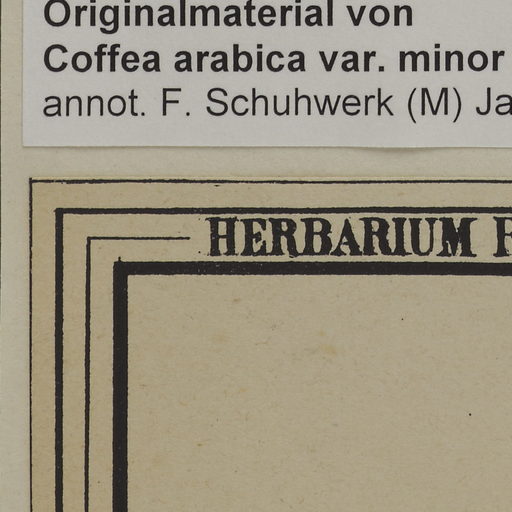 Originalmaterial von
Coffea arabica var. minor
annot. F. Schuhwerk (M)
HERBARIUM